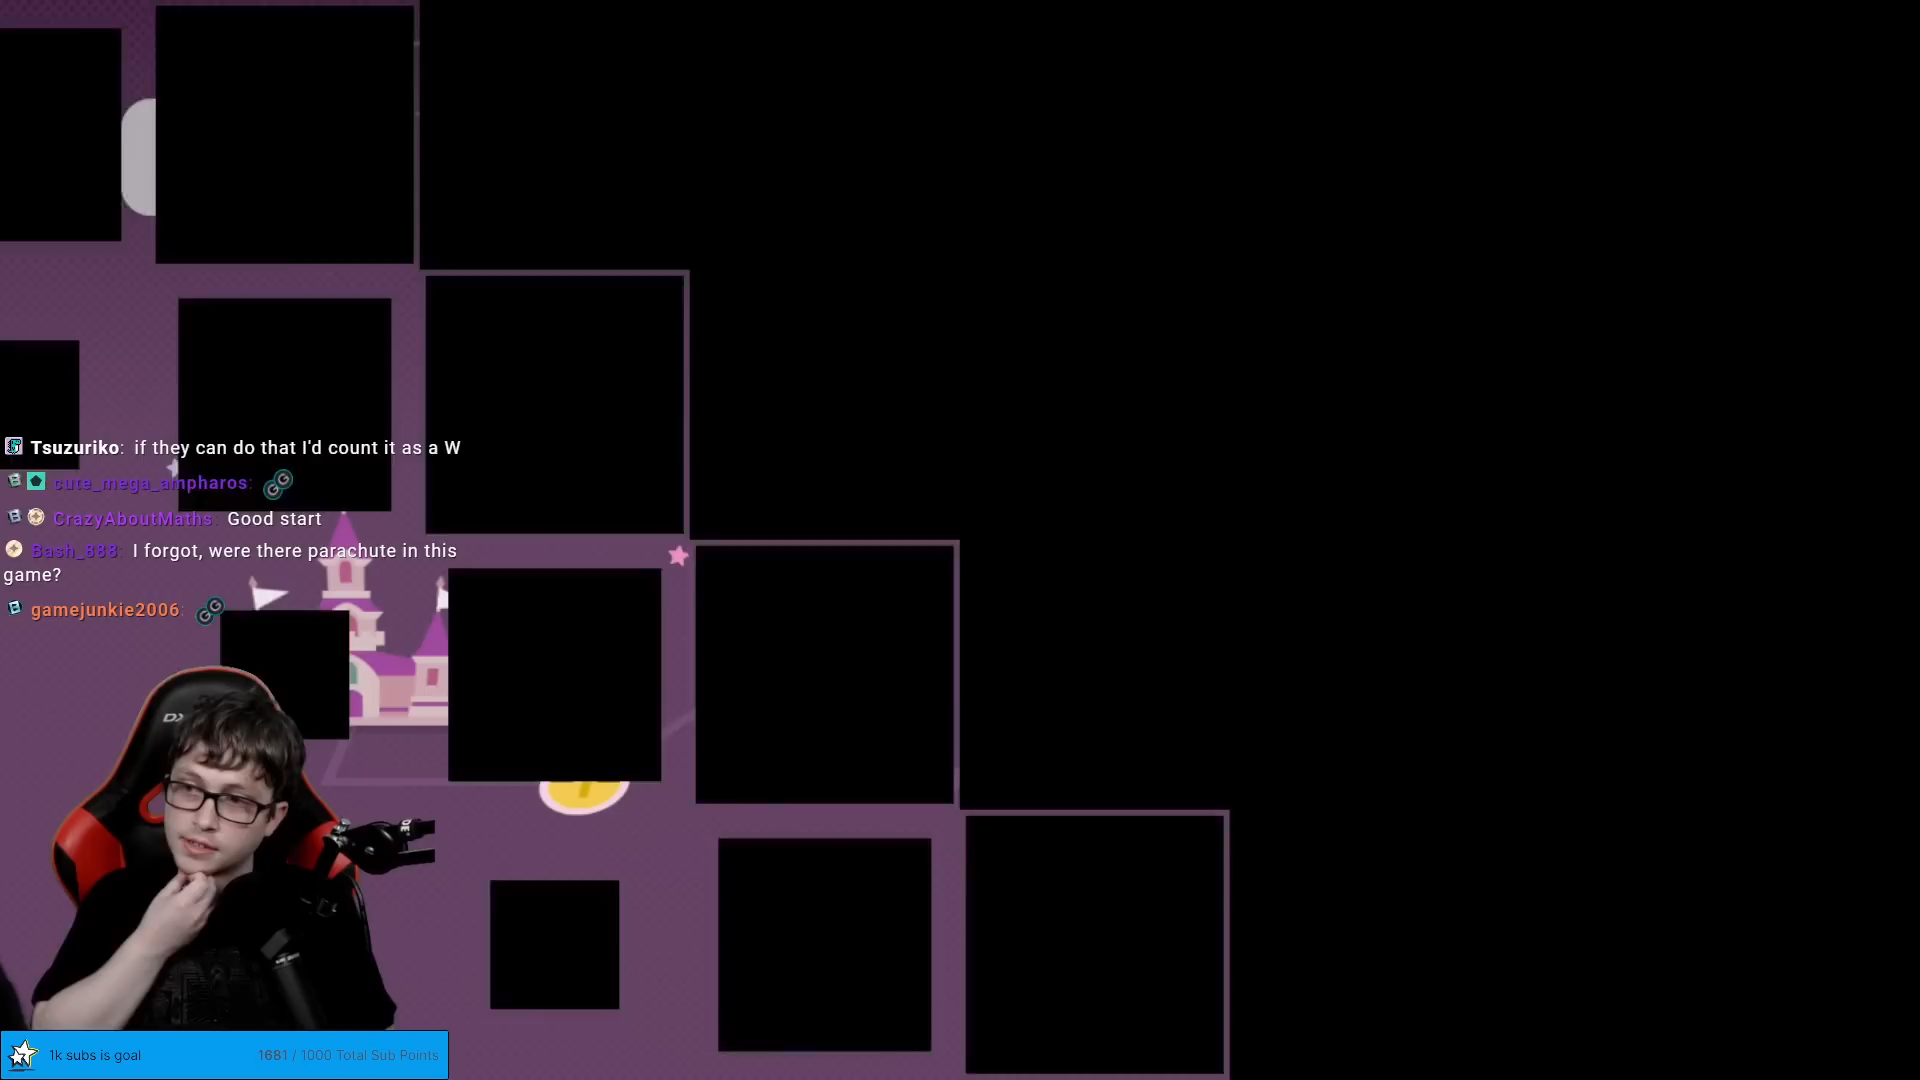 Tsuzuriko: if they can do that I'd count it as a W
cute_mega_ampharos:
CrazyAboutMaths: Good start
Bash_888: I forgot, were there parachute in this
game?
gamejunkie2006:
1k subs is goal 1681 / 1000 Total Sub Points